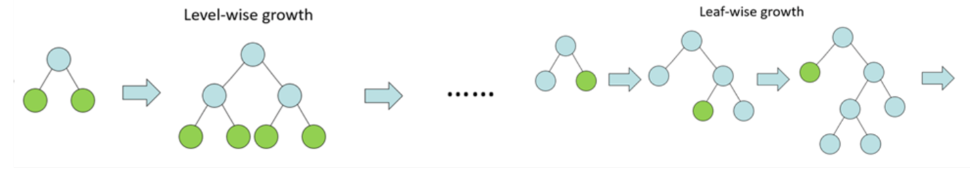 Level-wise growth
Leaf-wise growth
......